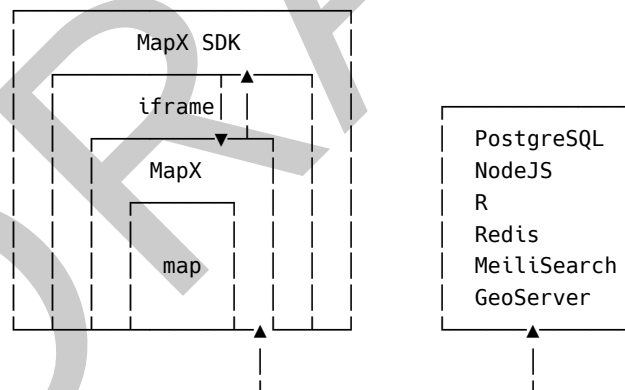 MapX SDK
iframe
MapX
map
PostgreSQL
NodeJS
R
Redis
MeiliSearch
GeoServer